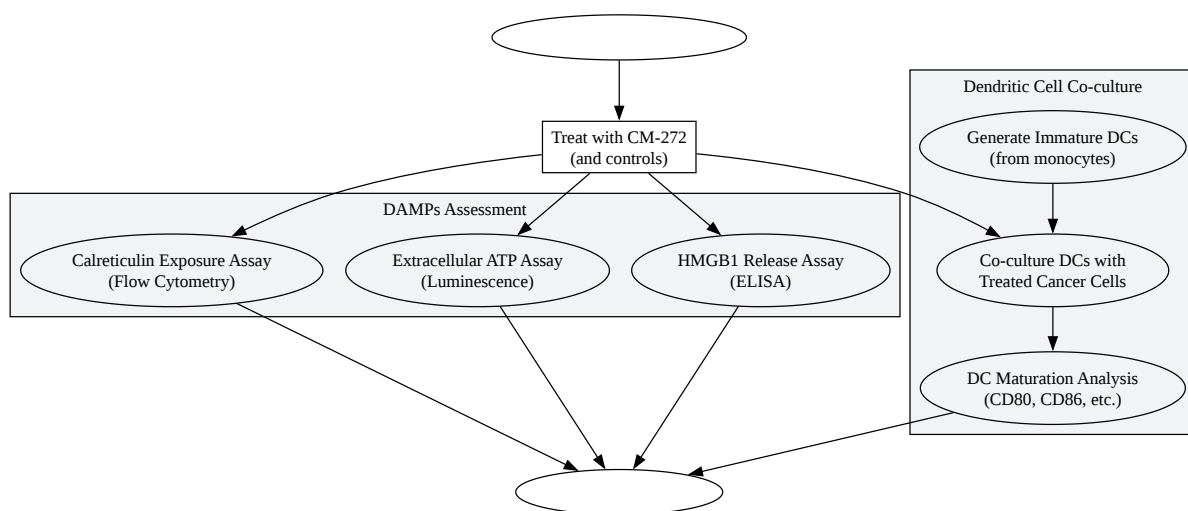 Dendritic Cell Co-culture
Generate Immature DCs
(from monocytes)
Treat with CM-272
(and controls)
DAMPs Assessment
Calreticulin Exposure Assay
(Flow Cytometry)
Extracellular ATP Assay
(Luminescence)
HMGB1 Release Assay
(ELISA)
Co-culture DCs with
Treated Cancer Cells
DC Maturation Analysis
(CD80, CD86, etc.)